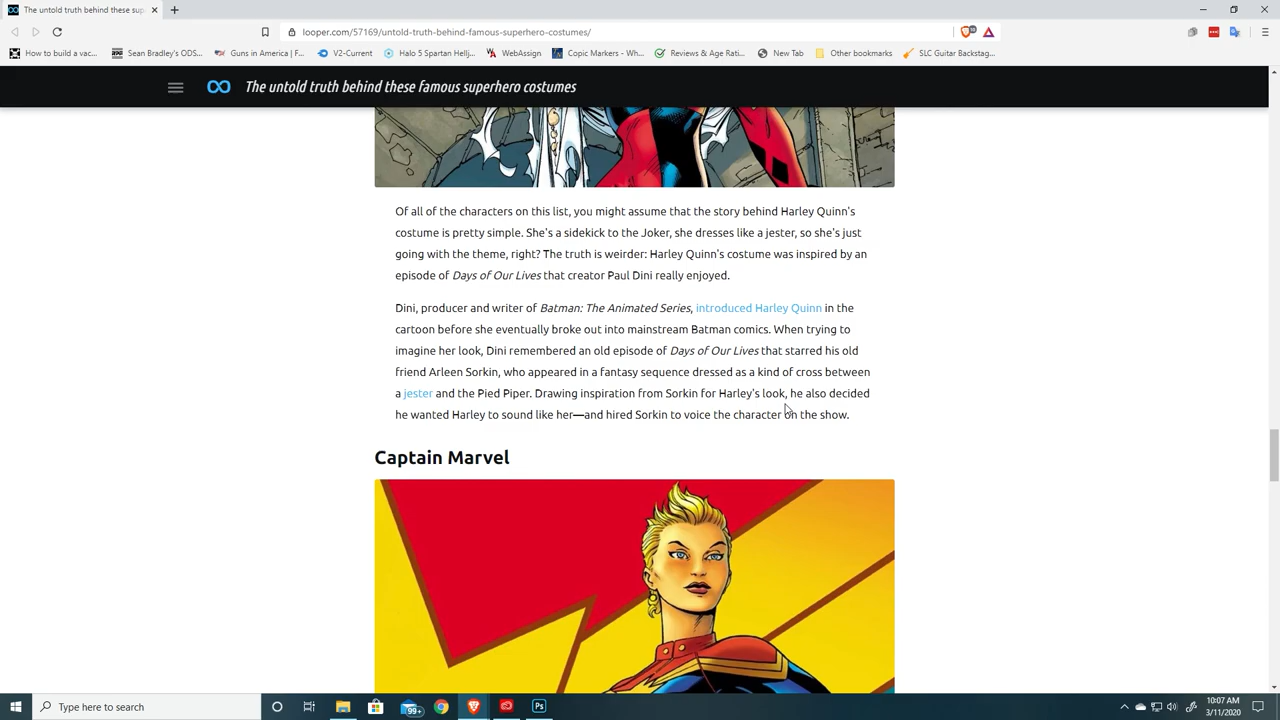 The untold truth behind these sup
looper.com/57169/untold-truth-behind-famous-superhero-costumes/
How to build a vac...
Sean Bradley's ODS...
Guns in America | F...
V2-Current
Halo 5 Spartan Hellj...
WebAssign
Copic Markers - Wh...
Reviews & Age Rati...
New Tab
Other bookmarks
SLC Guitar Backstag...
The untold truth behind these famous superhero costumes
Of all of the characters on this list, you might assume that the story behind Harley Quinn's
costume is pretty simple. She's a sidekick to the Joker, she dresses like a jester, so she's just
going with the theme, right? The truth is weirder: Harley Quinn's costume was inspired by an
episode of Days of Our Lives that creator Paul Dini really enjoyed.
Dini, producer and writer of Batman: The Animated Series, introduced Harley Quinn in the
cartoon before she eventually broke out into mainstream Batman comics. When trying to
imagine her look, Dini remembered an old episode of Days of Our Lives that starred his old
friend Arleen Sorkin, who appeared in a fantasy sequence dressed as a kind of cross between
a jester and the Pied Piper. Drawing inspiration from Sorkin for Harley's look, he also decided
he wanted Harley to sound like her—and hired Sorkin to voice the character on the show.
Captain Marvel
Type here to search
99+
Ps
10:07 AM
3/11/2020